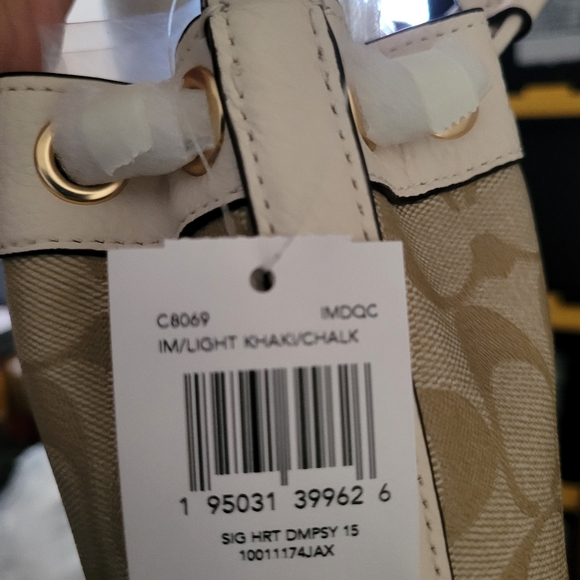 C8069 IMDQC
IM/LIGHT KHAKI/CHALK
1 95031 39962 6
SIG HRT DMPSY 15
10011174JAX